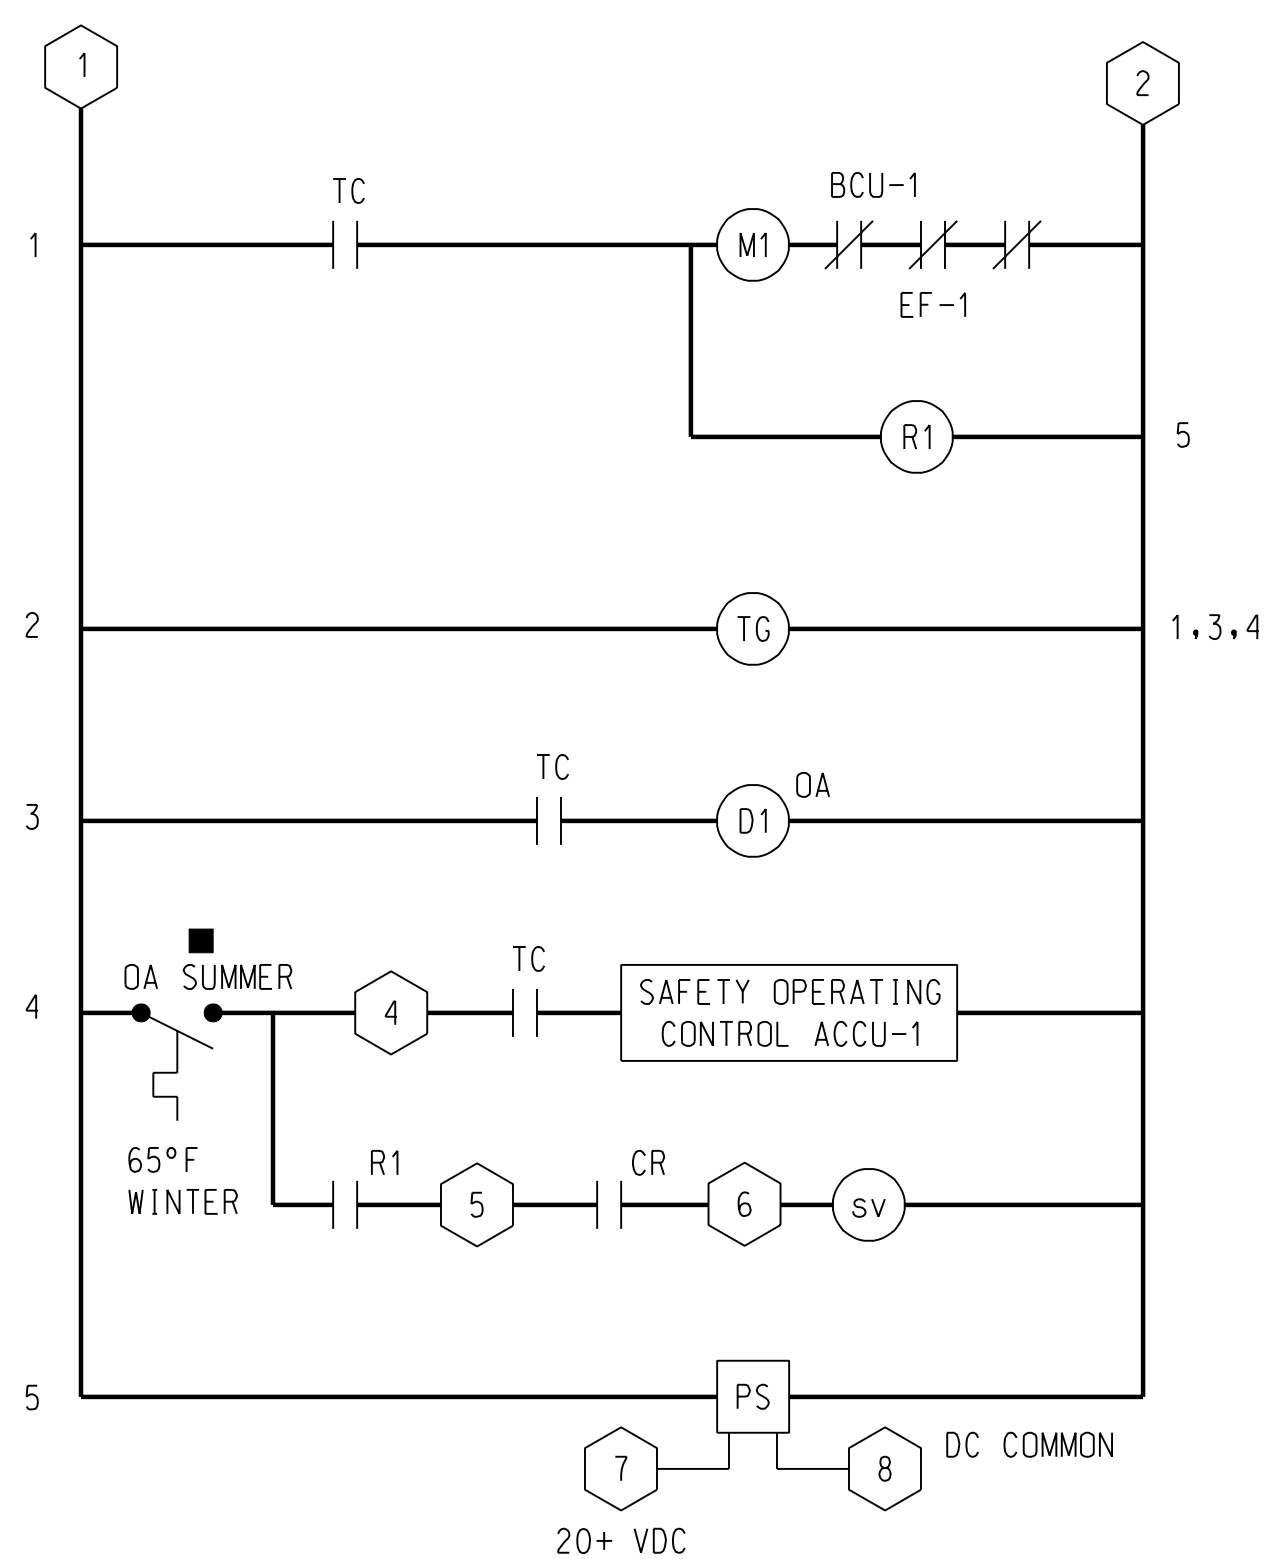 1
2
TC
BCU-1
1
M1
EF-1
R1
5
2
TG
1,3,4
TC
OA
3
D1
OA SUMMER
TC
4
4
SAFETY OPERATING
CONTROL ACCU-1
65°F
WINTER
R1
CR
5
6
SV
5
PS
7
8
DC COMMON
20+ VDC